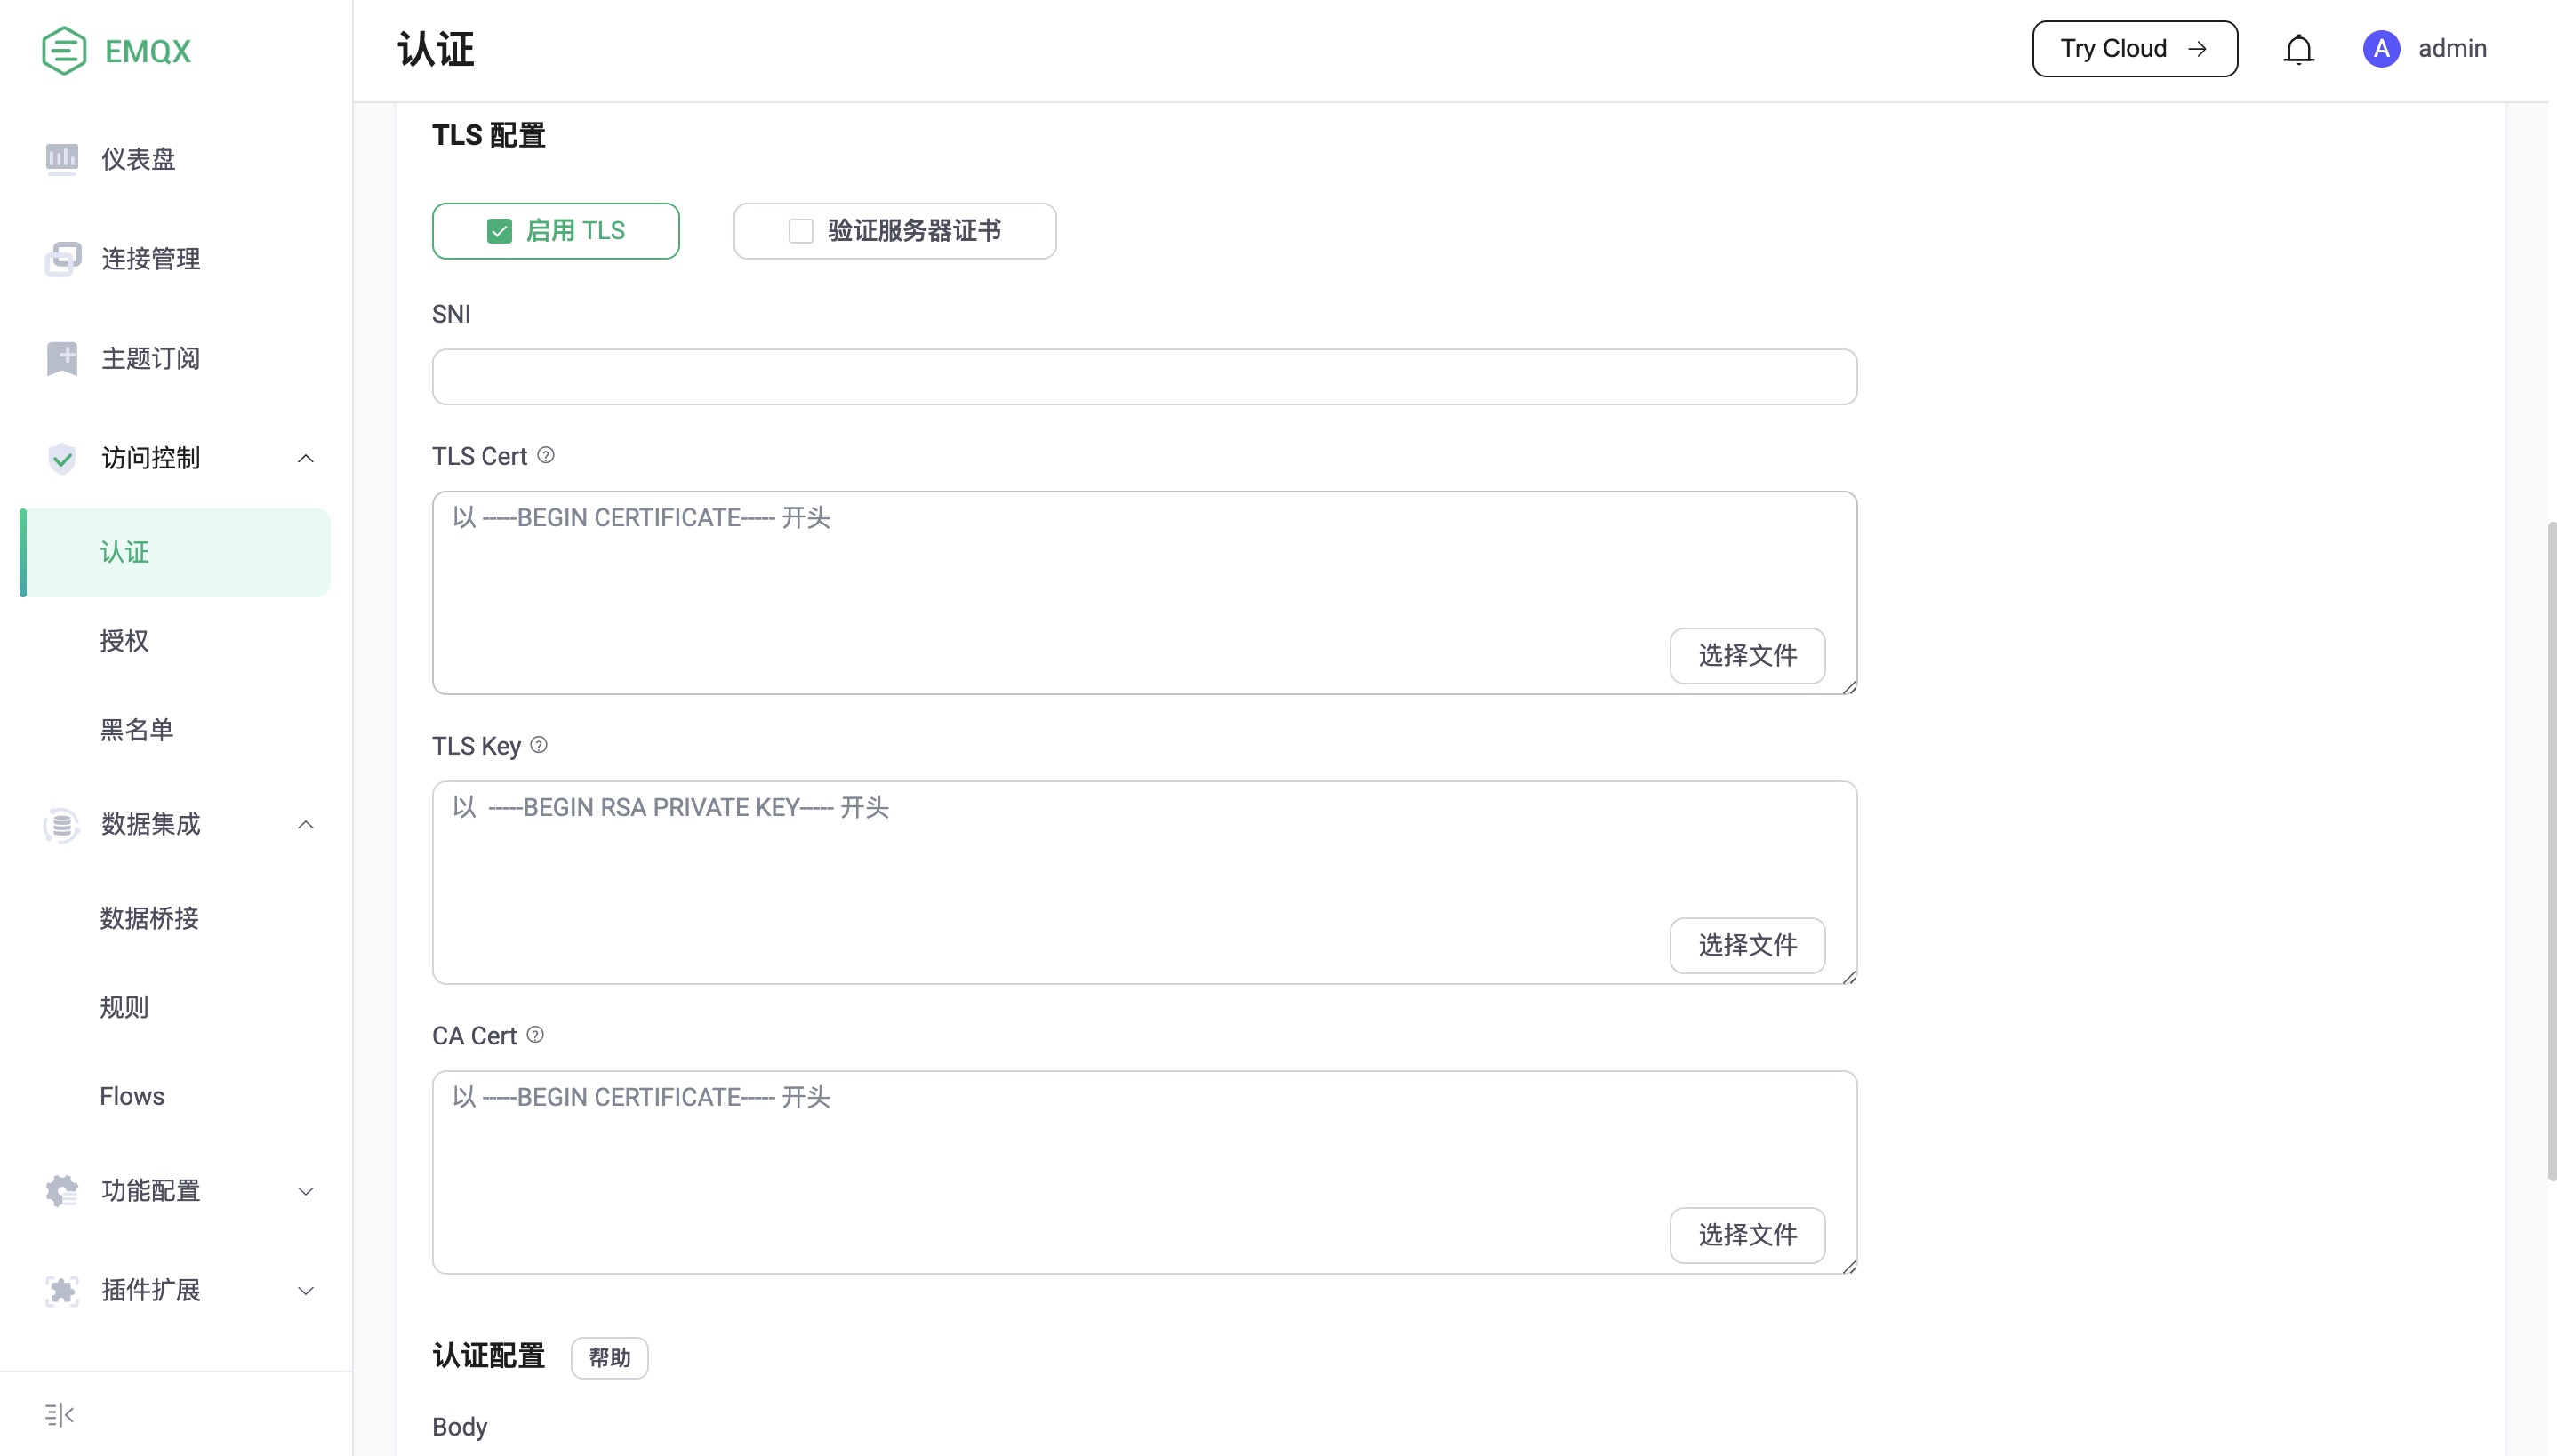 EMQX
认证
Try Cloud →
A admin
仪表盘
连接管理
主题订阅
访问控制
认证
授权
黑名单
数据集成
数据桥接
规则
Flows
功能配置
插件扩展
TLS 配置
启用 TLS
验证服务器证书
SNI
TLS Cert
以 -----BEGIN CERTIFICATE----- 开头
选择文件
TLS Key
以 -----BEGIN RSA PRIVATE KEY----- 开头
选择文件
CA Cert
以 -----BEGIN CERTIFICATE----- 开头
选择文件
认证配置 帮助
Body